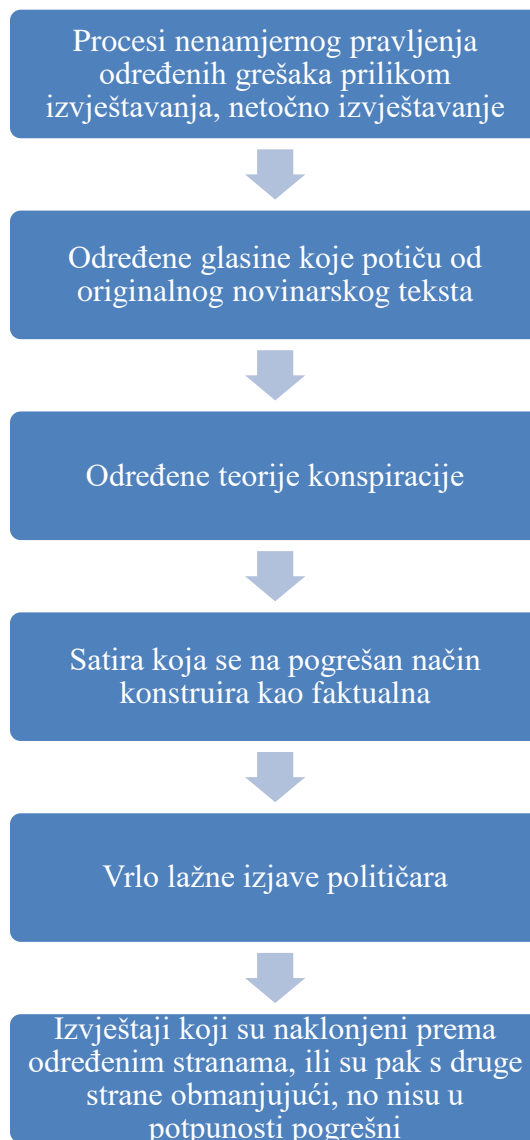 Procesi nenamjernog pravljenja
određenih grešaka prilikom
izvještavanja, netočno izvještavanje
Određene glasine koje potiču od
originalnog novinarskog teksta
Određene teorije konspiracije
Satira koja se na pogrešan način
konstruira kao faktualna
Vrlo lažne izjave političara
Izvještaji koji su naklonjeni prema
određenim stranama, ili su pak s druge
strane obmanjujući, no nisu u
potpunosti pogrešni